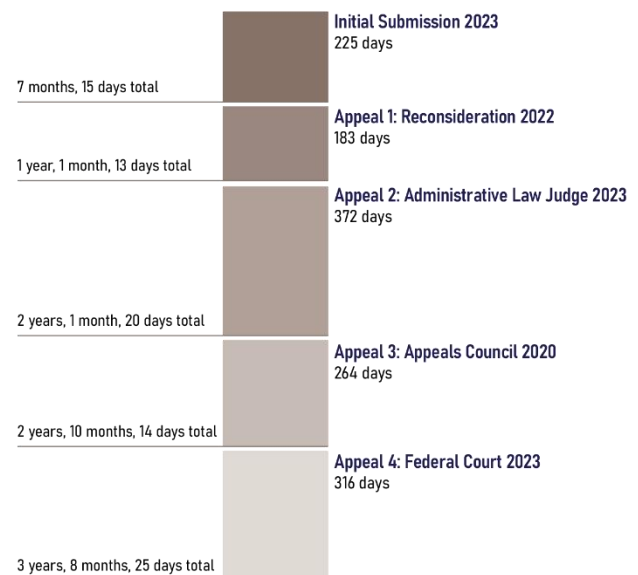 Initial Submission 2023
225 days
7 months, 15 days total
Appeal 1: Reconsideration 2022
183 days
1 year, 1 month, 13 days total
Appeal 2: Administrative Law Judge 2023
372 days
2 years, 1 month, 20 days total
Appeal 3: Appeals Council 2020
264 days
2 years, 10 months, 14 days total
Appeal 4: Federal Court 2023
316 days
3 years, 8 months, 25 days total